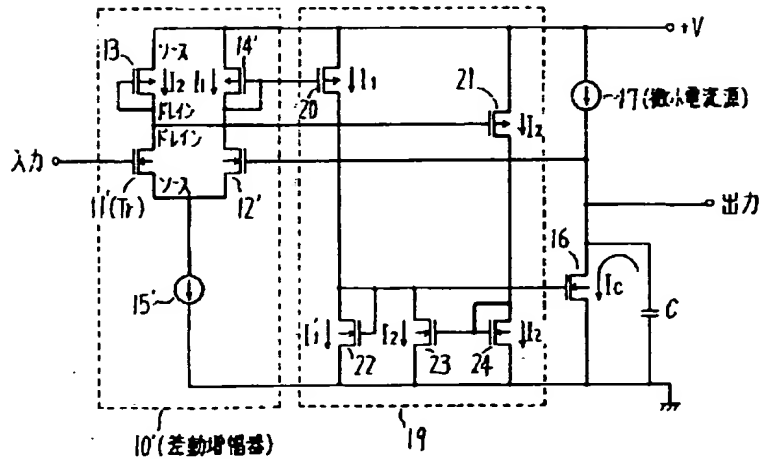 +V
13
ソース
14'
I₂
I₁
20
I₁
21
I₂
17(微小電流源)
ドレイン
ドレイン
入力
11'(Tr)
ソース
12'
出力
15'
16
Ic
C
I₁'
22
I₂
23
24
I₂
10'(差動増幅器)
19